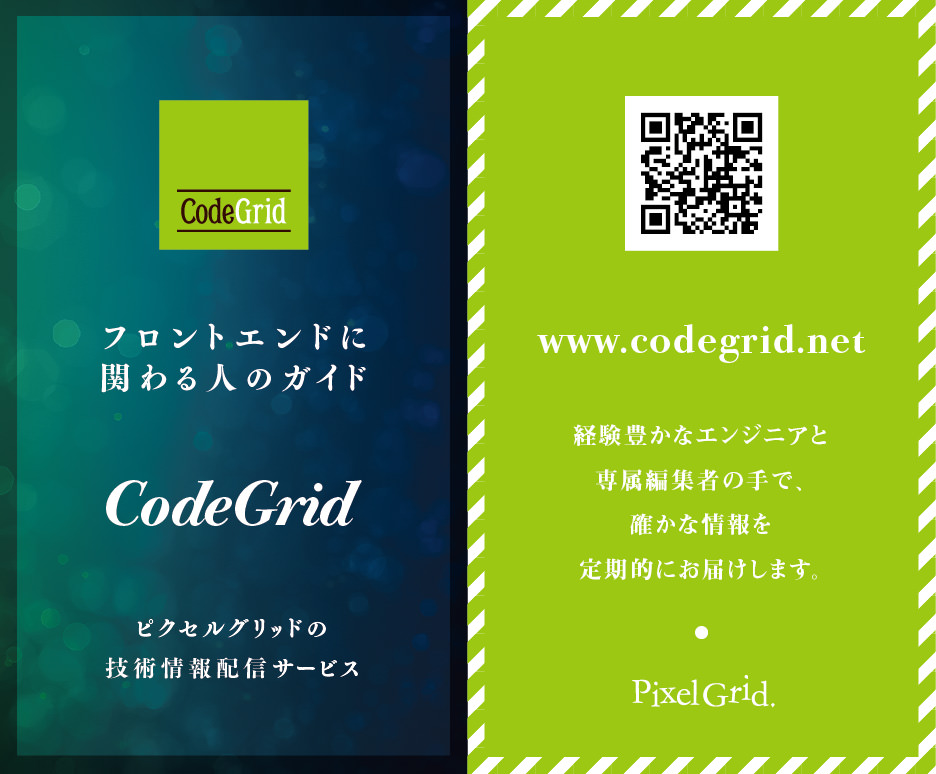 CodeGrid
フロントエンドに
関わる人のガイド
CodeGrid
ピクセルグリッドの
技術情報配信サービス
www.codegrid.net
経験豊かなエンジニアと
専属編集者の手で、
確かな情報を
定期的にお届けします。
PixelGrid.